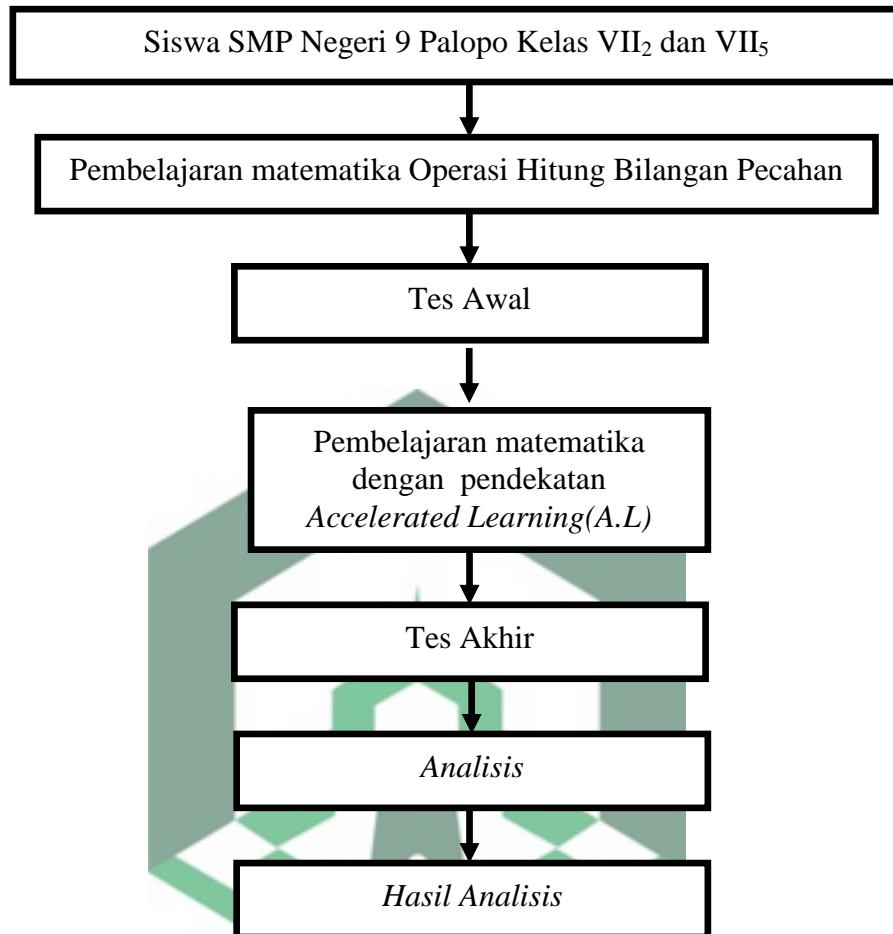 Siswa SMP Negeri 9 Palopo Kelas VII₂ dan VII₅
Pembelajaran matematika Operasi Hitung Bilangan Pecahan
Tes Awal
Pembelajaran matematika
dengan pendekatan
Accelerated Learning(A.L)
Tes Akhir
Analisis
Hasil Analisis